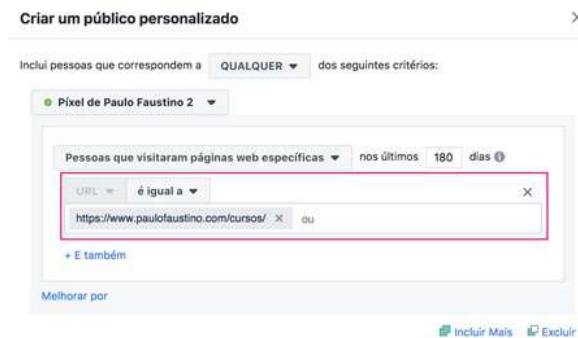 Criar um público personalizado
Inclui pessoas que correspondem a QUALQUER dos seguintes critérios:
Píxel de Paulo Faustino 2
Pessoas que visitaram páginas web específicas nos últimos 180 dias
URL é igual a
https://www.paulofaustino.com/cursos/ × ou
+ E também
Melhorar por
Incluir Mais Excluir